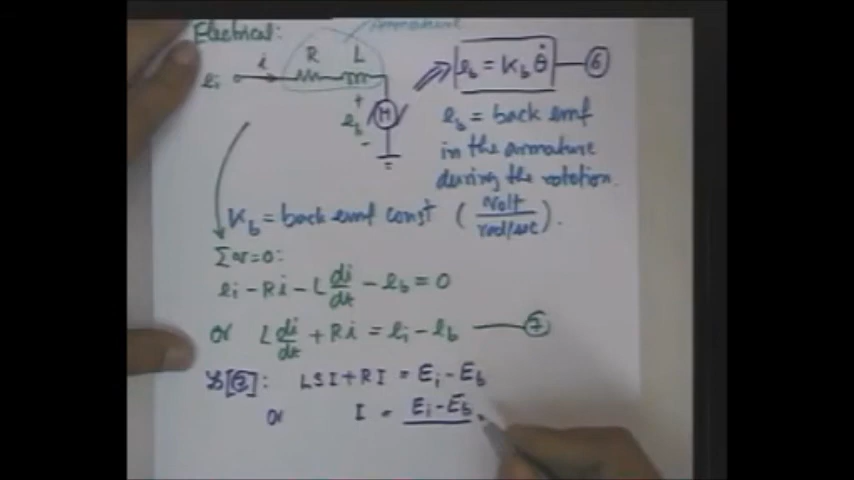 Electrical:
Armature
i R L
ei
+
eb M
-
eb = Kb θ̇ — 6
eb = back emf
in the armature
during the rotation.
Kb = back emf const (Volt / rad/sec).
Σv=0:
ei - Ri - L di/dt - eb = 0
or L di/dt + Ri = ei - eb — 7
LSI + RI = Ei - Eb
or I = Ei - Eb